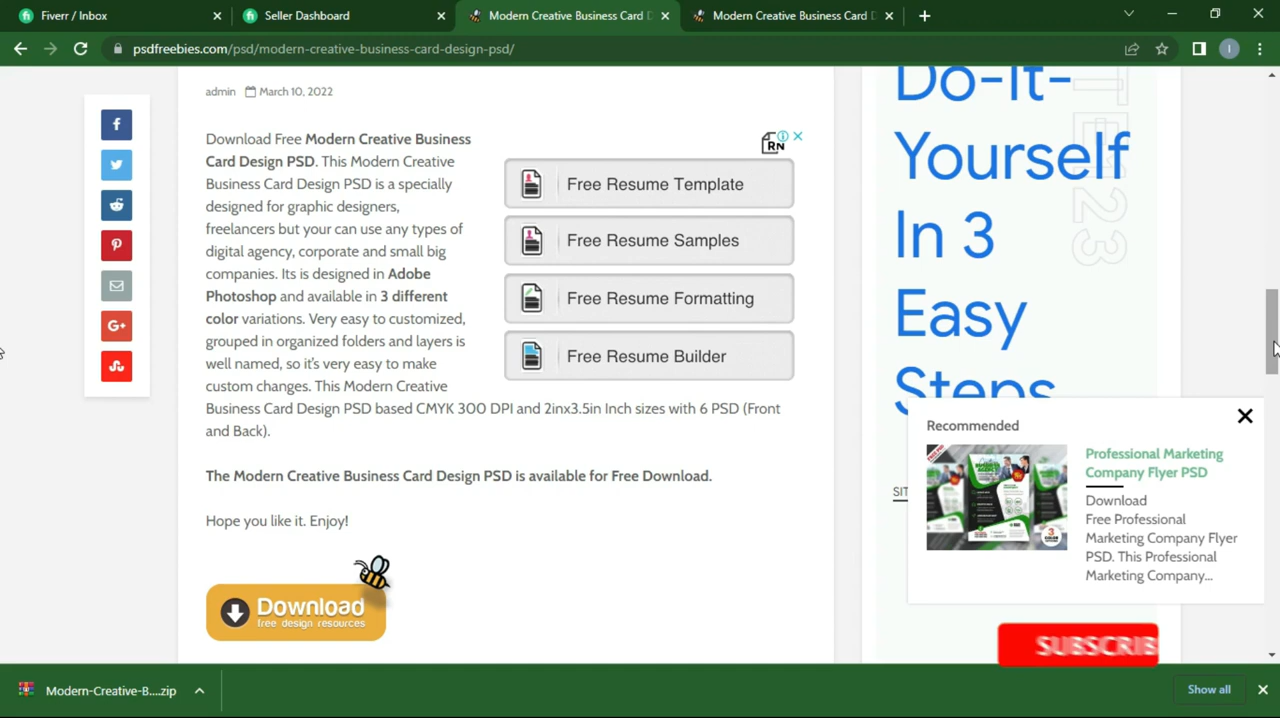 Fiverr / Inbox
Seller Dashboard
Modern Creative Business Card D
Modern Creative Business Card D
psdfreebies.com/psd/modern-creative-business-card-design-psd/
I
admin March 10, 2022
Download Free Modern Creative Business
Card Design PSD. This Modern Creative
Business Card Design PSD is a specially
designed for graphic designers,
freelancers but your can use any types of
digital agency, corporate and small big
companies. Its is designed in Adobe
Photoshop and available in 3 different
color variations. Very easy to customized,
grouped in organized folders and layers is
well named, so it's very easy to make
custom changes. This Modern Creative
Business Card Design PSD based CMYK 300 DPI and 2inx3.5in Inch sizes with 6 PSD (Front
and Back).
RN
Free Resume Template
Free Resume Samples
Free Resume Formatting
Free Resume Builder
The Modern Creative Business Card Design PSD is available for Free Download.
Hope you like it. Enjoy!
Download
free design resources
Do-It-
Yourself
In 3
Easy
Steps
SIT
Recommended
Professional Marketing
Company Flyer PSD
Download
Free Professional
Marketing Company Flyer
PSD. This Professional
Marketing Company...
SUBSCRIB
Modern-Creative-B....zip
Show all